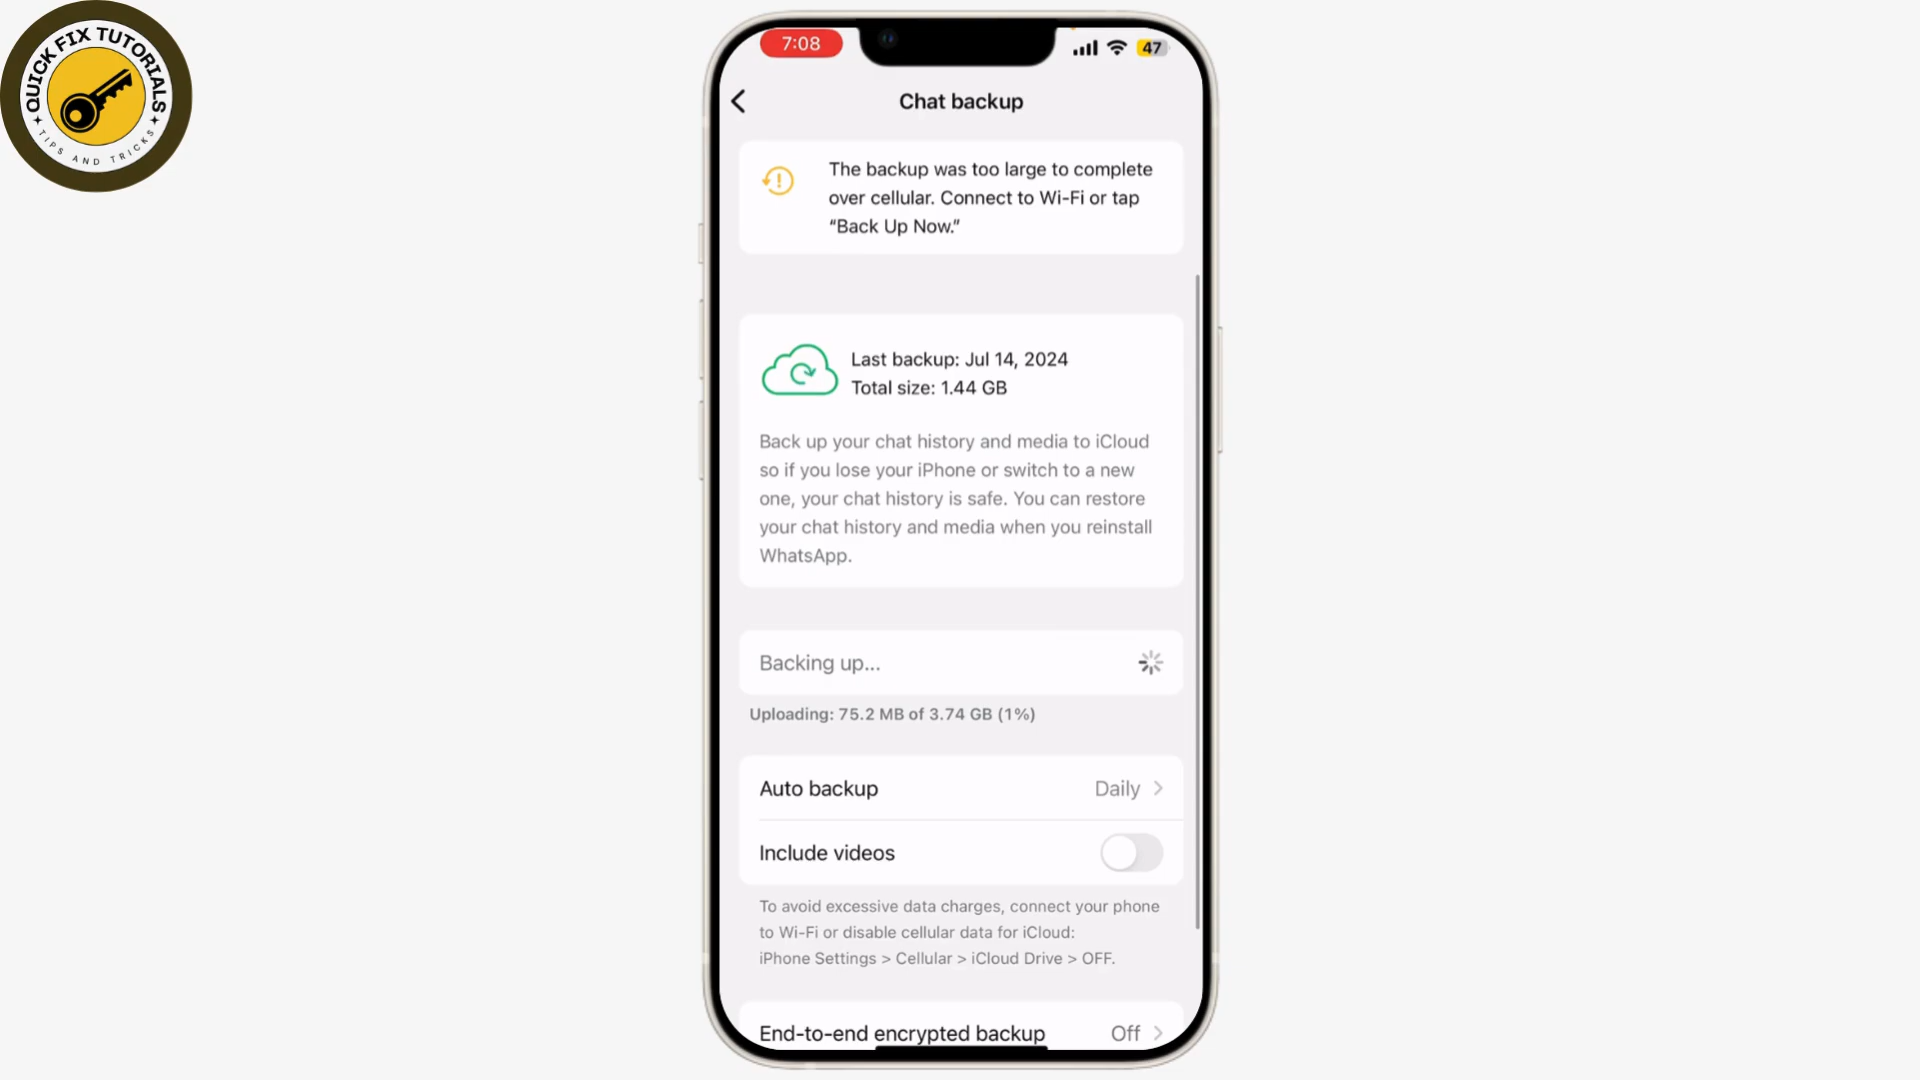 QUICK FIX TUTORIALS
TIPS AND TRICKS
7:08
47
Chat backup
The backup was too large to complete
over cellular. Connect to Wi-Fi or tap
“Back Up Now.”
Last backup: Jul 14, 2024
Total size: 1.44 GB
Back up your chat history and media to iCloud
so if you lose your iPhone or switch to a new
one, your chat history is safe. You can restore
your chat history and media when you reinstall
WhatsApp.
Backing up...
Uploading: 75.2 MB of 3.74 GB (1%)
Auto backup Daily
Include videos
To avoid excessive data charges, connect your phone
to Wi-Fi or disable cellular data for iCloud:
iPhone Settings > Cellular > iCloud Drive > OFF.
End-to-end encrypted backup Off